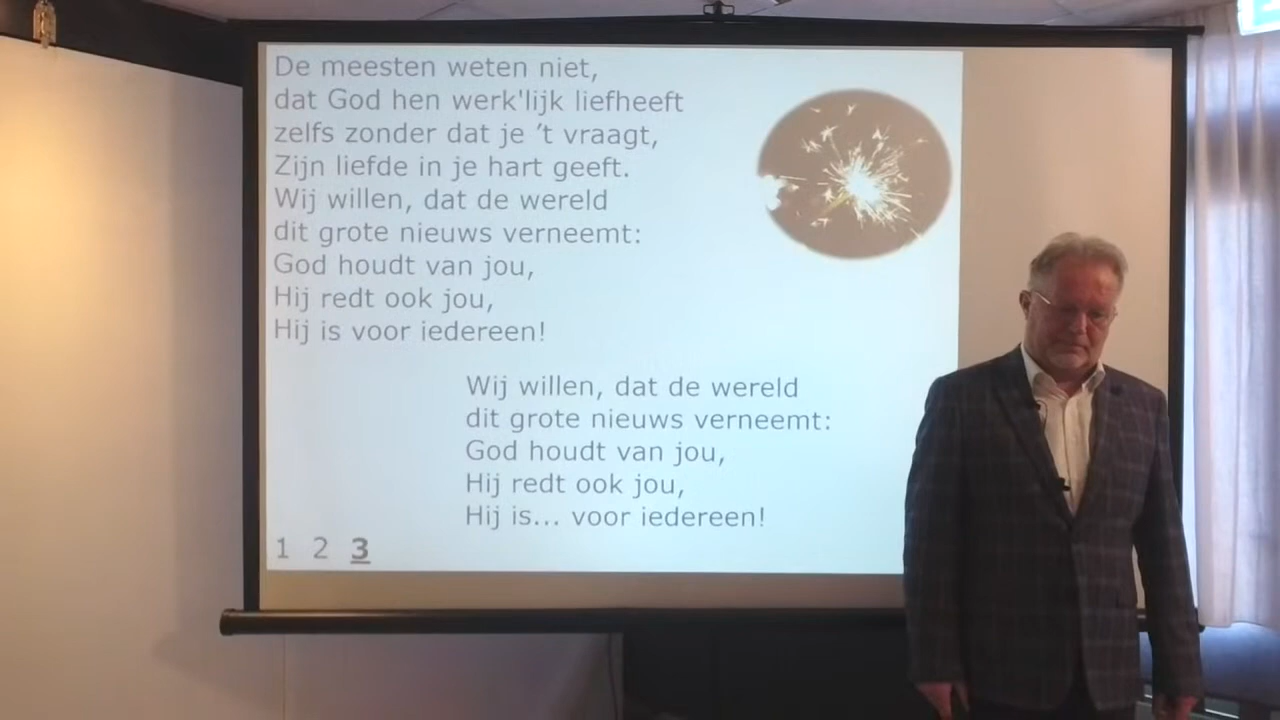 De meesten weten niet,
dat God hen werk'lijk liefheeft
zelfs zonder dat je ’t vraagt,
Zijn liefde in je hart geeft.
Wij willen, dat de wereld
dit grote nieuws verneemt:
God houdt van jou,
Hij redt ook jou,
Hij is voor iedereen!
Wij willen, dat de wereld
dit grote nieuws verneemt:
God houdt van jou,
Hij redt ook jou,
Hij is... voor iedereen!
1 2 3